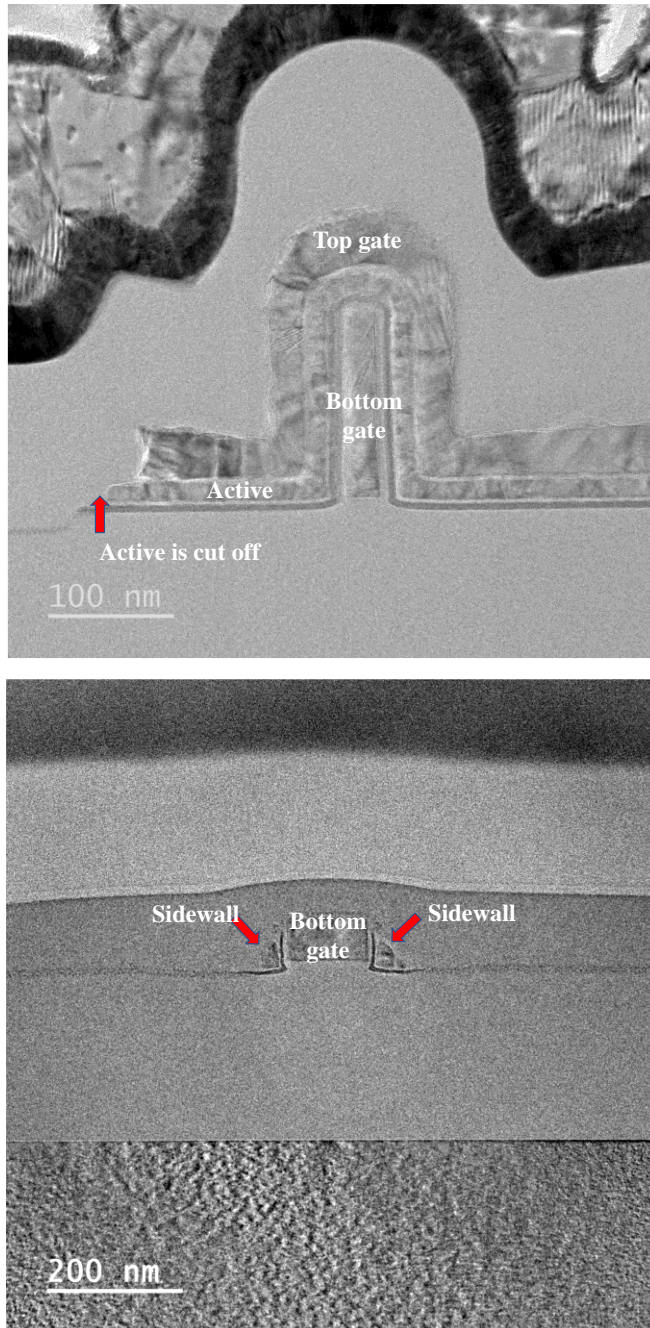 Top gate
Bottom
gate
Active
Active is cut off
100 nm
Sidewall
Bottom
gate
Sidewall
200 nm